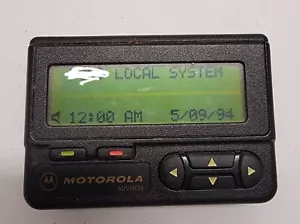 LOCAL SYSTEM
12:00 AM 5/09/94
MOTOROLA
ADVISOR